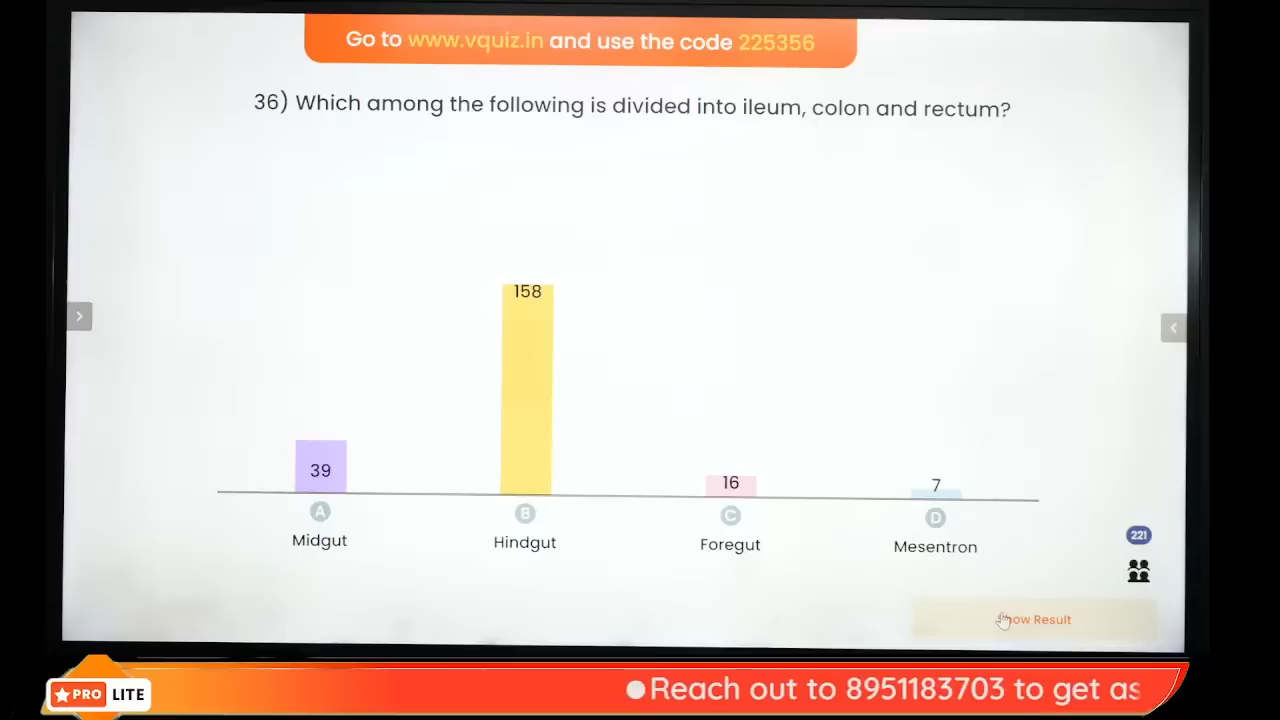 Go to www.vquiz.in and use the code 225356
36) Which among the following is divided into ileum, colon and rectum?
158
39
16
7
A
B
C
D
Midgut
Hindgut
Foregut
Mesentron
221
Show Result
PRO LITE
Reach out to 8951183703 to get as